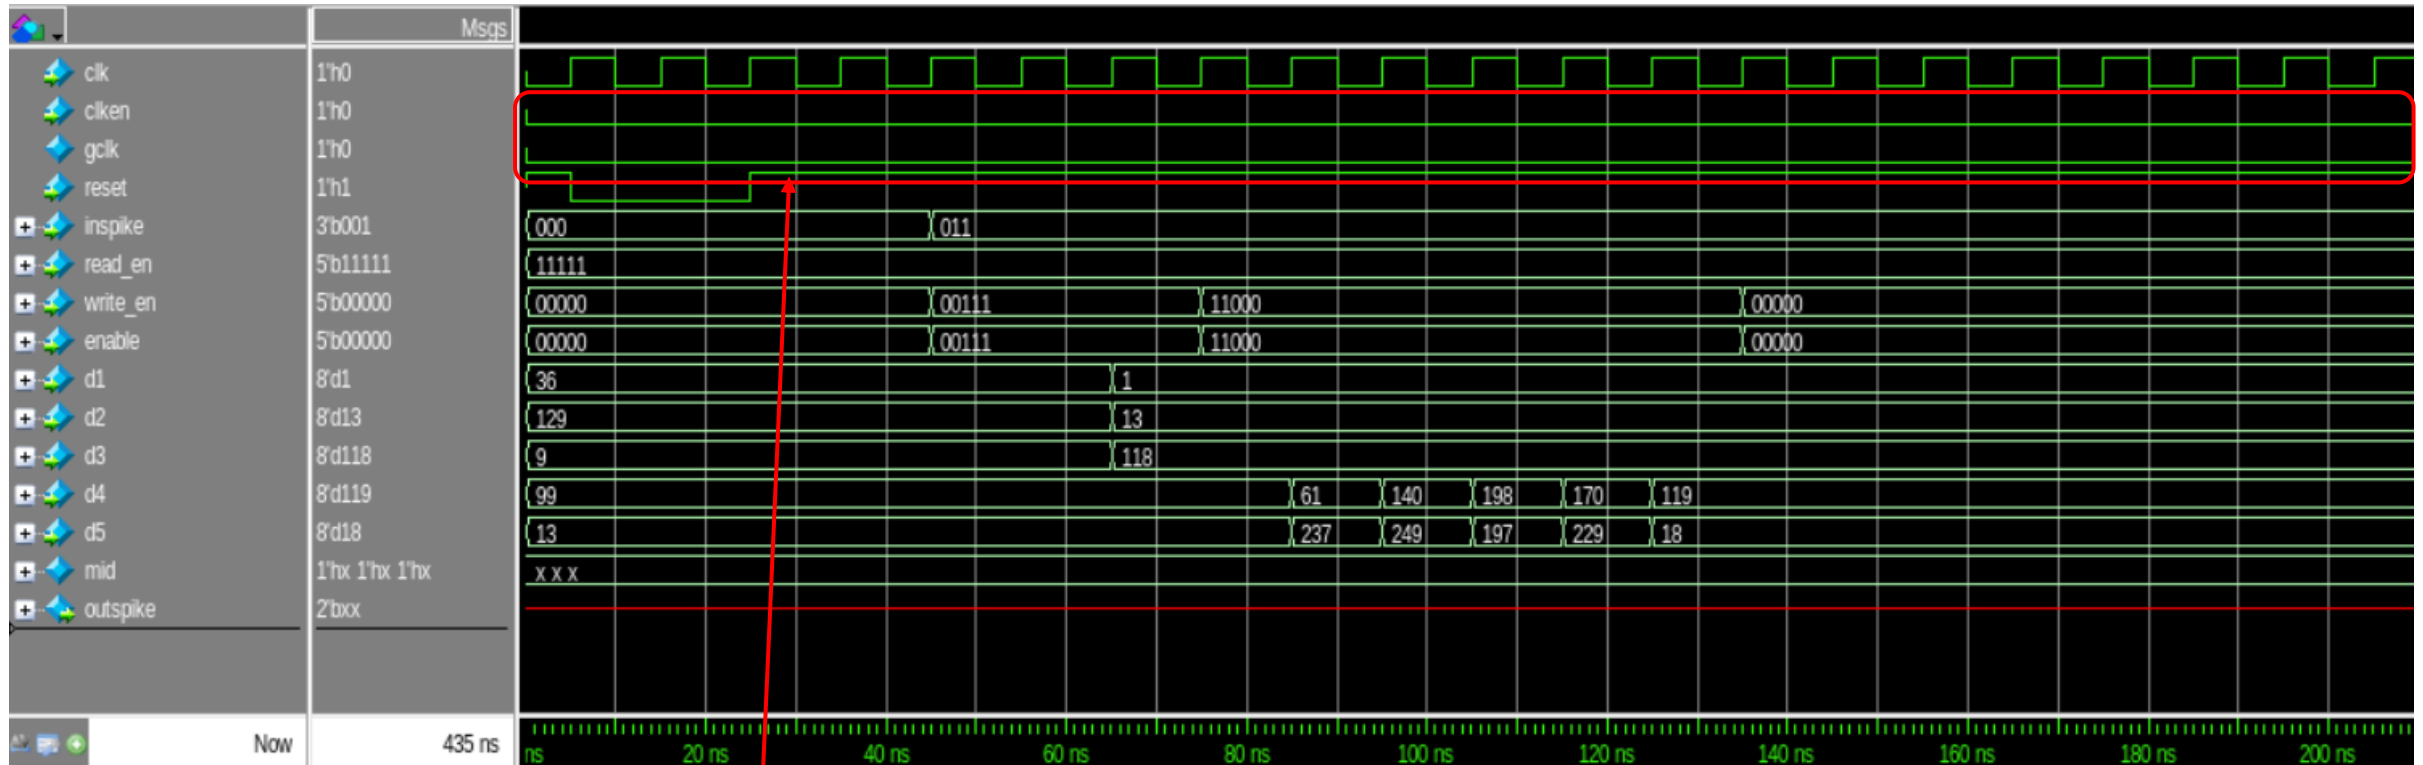 Msgs
clk 1'h0
clken 1'h0
gclk 1'h0
reset 1'h1
inspike 3'b001 000 011
read_en 5'b11111 11111
write_en 5'b00000 00000 00111 11000 00000
enable 5'b00000 00000 00111 11000 00000
d1 8'd1 36 1
d2 8'd13 129 13
d3 8'd118 9 118
d4 8'd119 99 61 140 198 170 119
d5 8'd18 13 237 249 197 229 18
mid 1'hx 1'hx 1'hx x x x
outspike 2'bxx
Now 435 ns ns 20 ns 40 ns 60 ns 80 ns 100 ns 120 ns 140 ns 160 ns 180 ns 200 ns